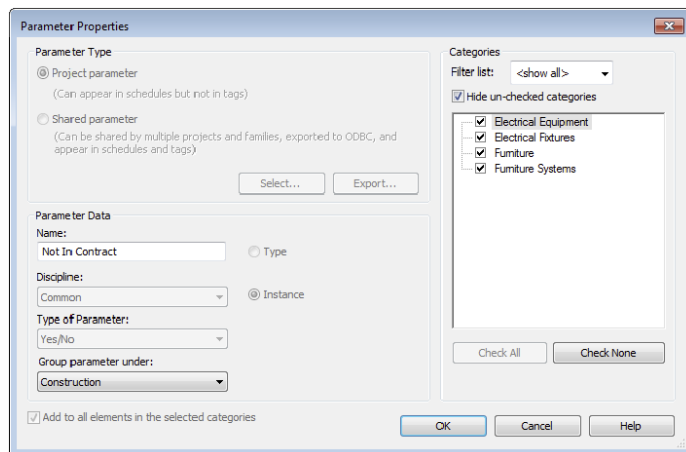 Parameter Properties
Parameter Type
Project parameter
(Can appear in schedules but not in tags)
Shared parameter
(Can be shared by multiple projects and families, exported to ODBC, and
appear in schedules and tags)
Select...
Export...
Parameter Data
Name:
Not In Contract
Type
Discipline:
Common
Instance
Type of Parameter:
Yes/No
Group parameter under:
Construction
Add to all elements in the selected categories
Categories
Filter list:
<show all>
Hide un-checked categories
Electrical Equipment
Electrical Fixtures
Furniture
Furniture Systems
Check All
Check None
OK
Cancel
Help